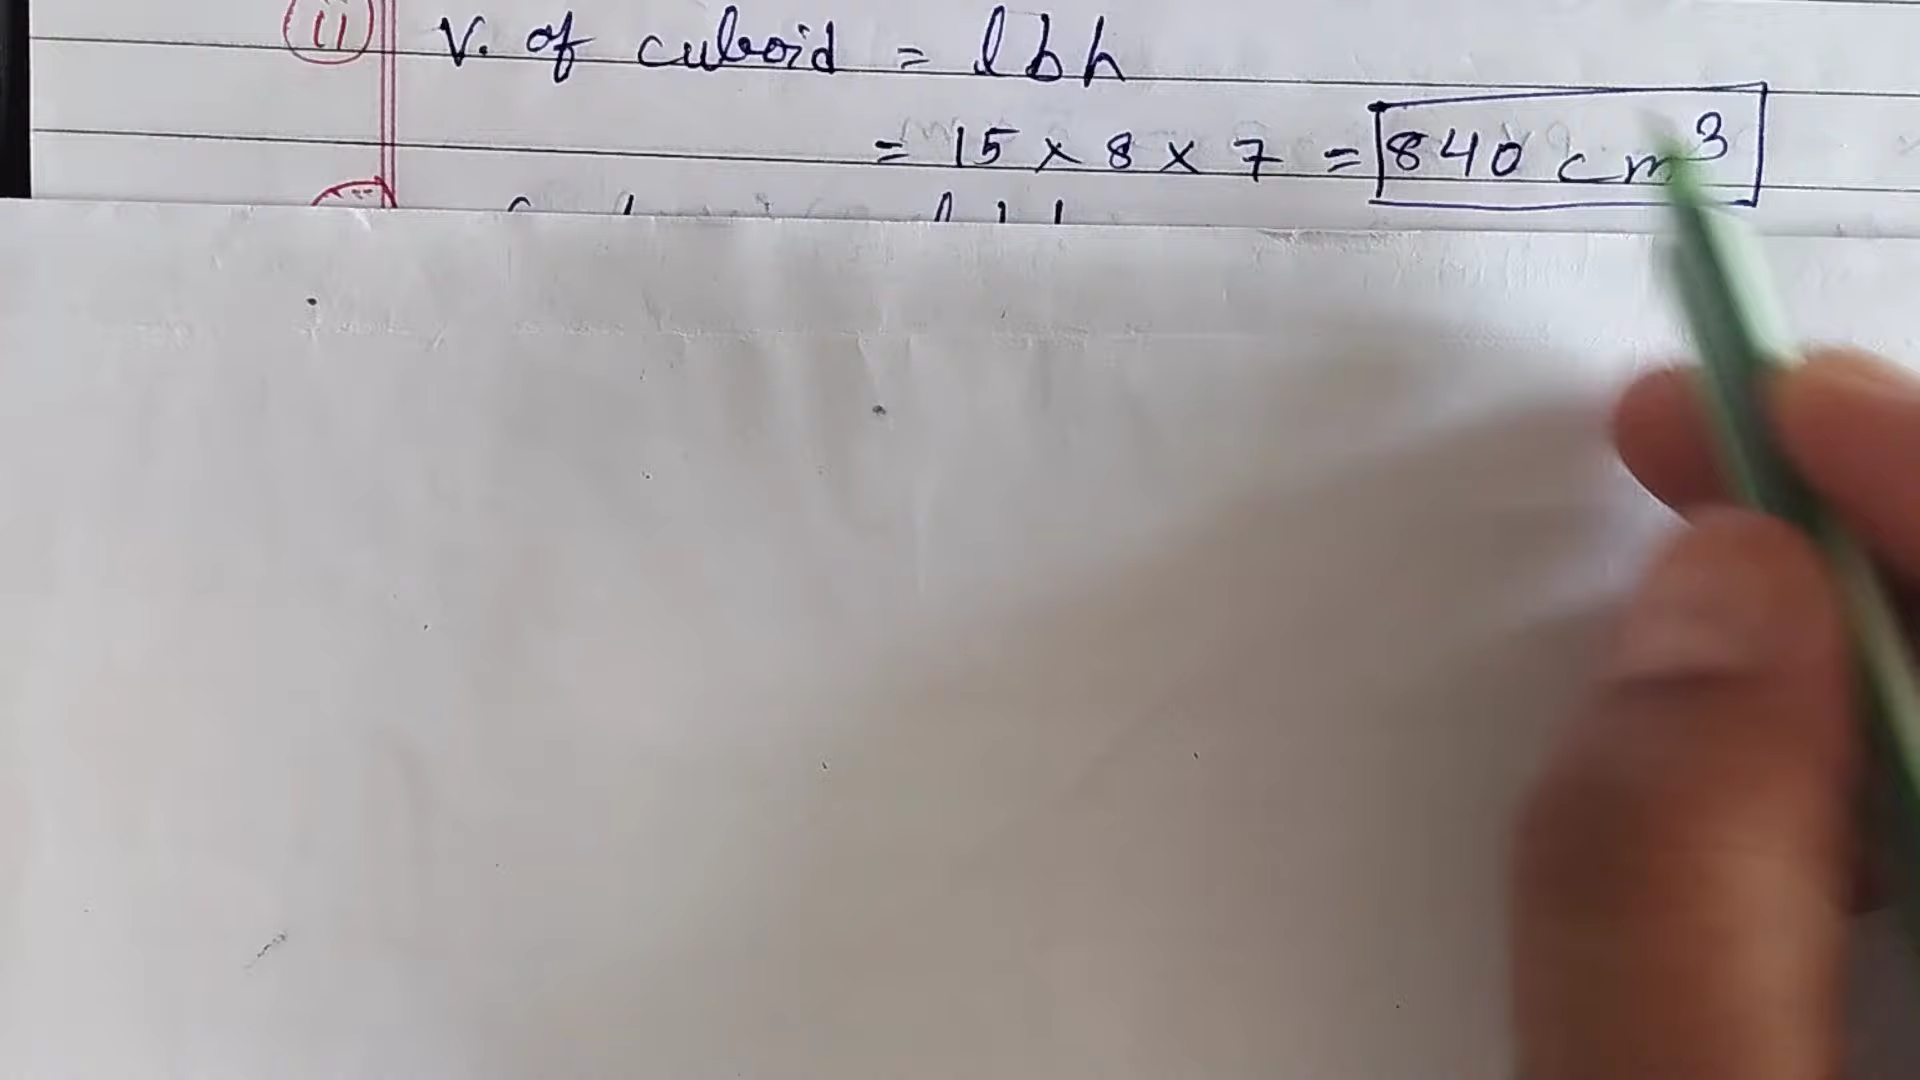 (ii) V. of cuboid = lbh
= 15 x 8 x 7 = 840 cm³